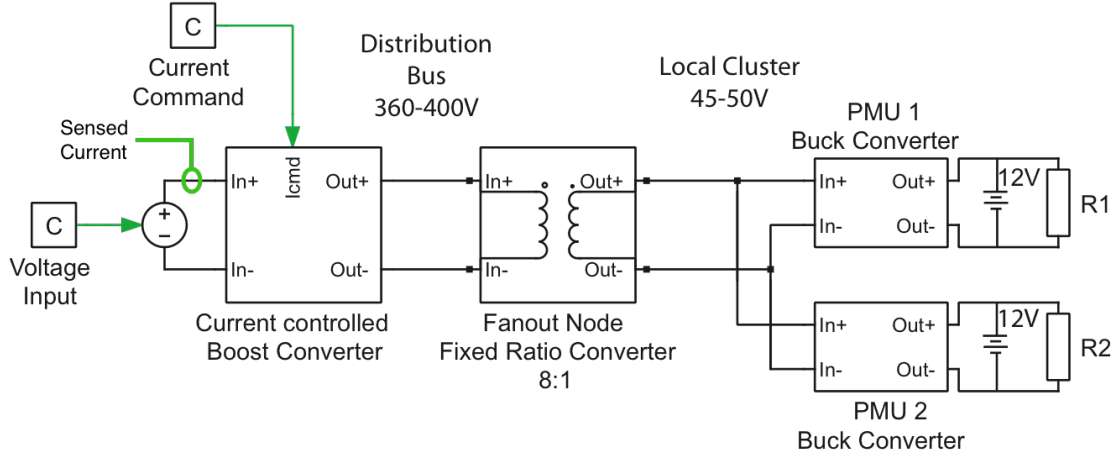 C
Current
Command
Sensed
Current
C
Voltage
Input
In+
In-
Icmd
Out+
Out-
Current controlled
Boost Converter
Distribution
Bus
360-400V
In+
In-
Out+
Out-
Fanout Node
Fixed Ratio Converter
8:1
Local Cluster
45-50V
PMU 1
Buck Converter
In+
In-
Out+
Out-
12V
R1
In+
In-
Out+
Out-
12V
R2
PMU 2
Buck Converter